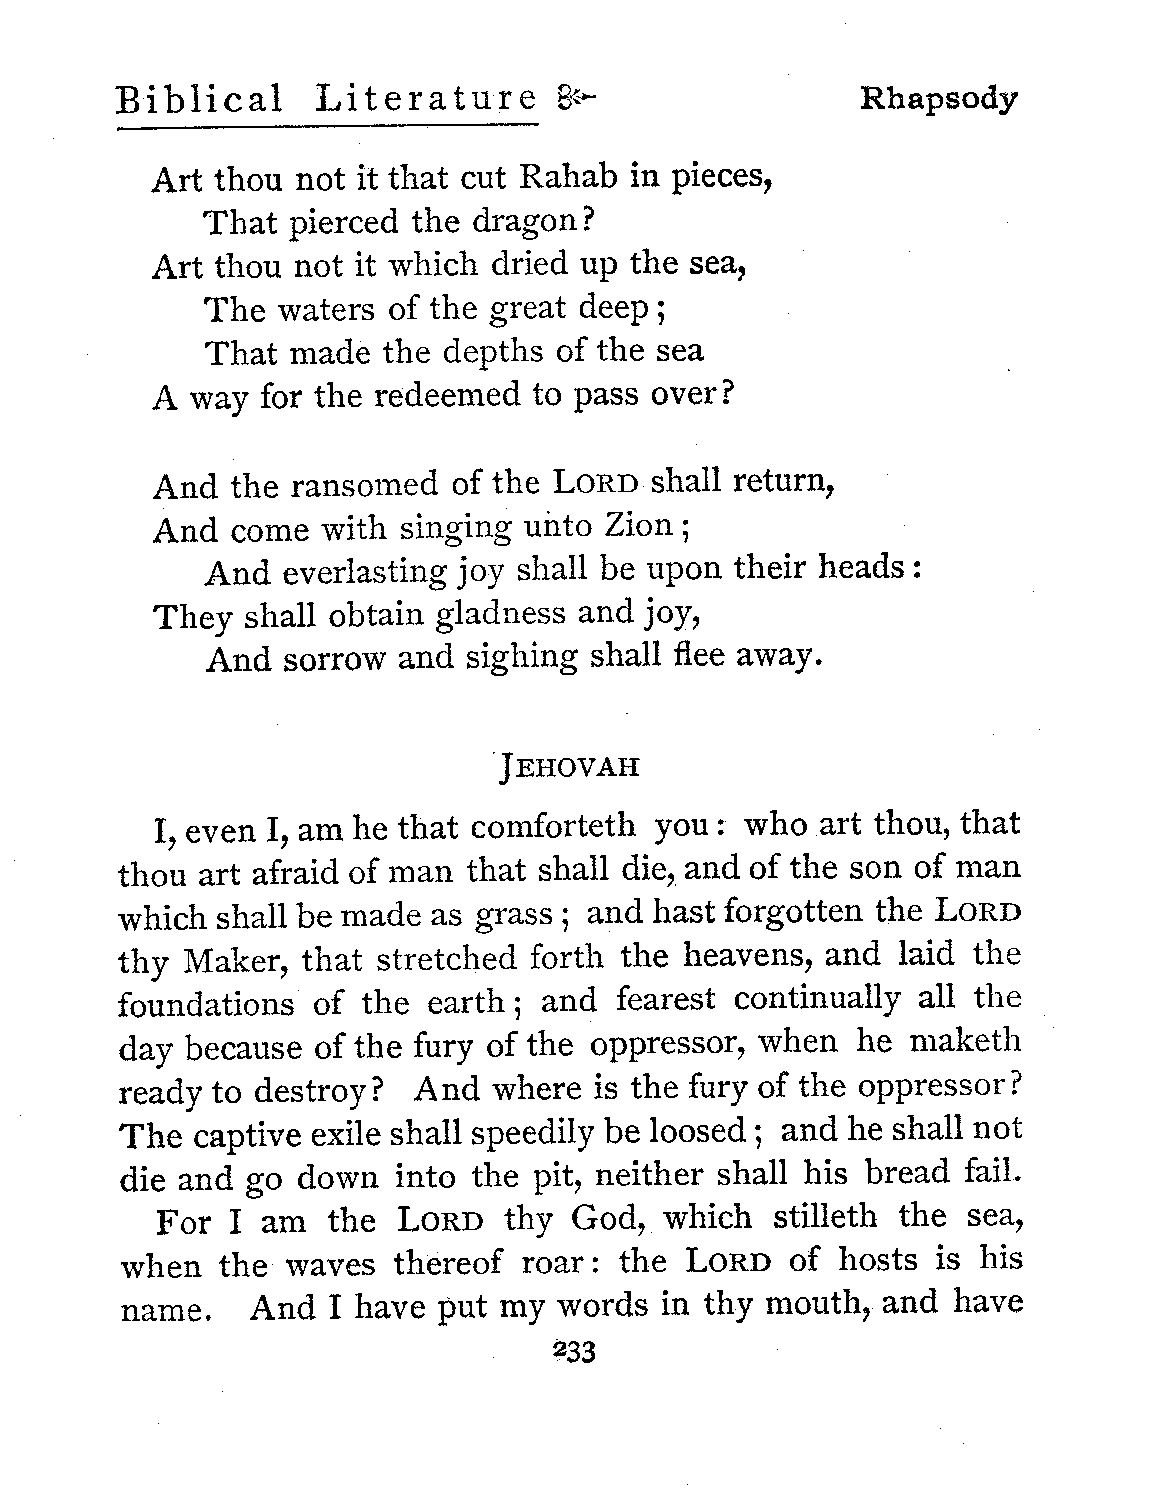 Biblical Literature Rhapsody
Art thou not it that cut Rahab in pieces,
That pierced the dragon?
Art thou not it which dried up the sea,
The waters of the great deep;
That made the depths of the sea
A way for the redeemed to pass over?
And the ransomed of the LORD shall return,
And come with singing unto Zion;
And everlasting joy shall be upon their heads:
They shall obtain gladness and joy,
And sorrow and sighing shall flee away.
JEHOVAH
I, even I, am he that comforteth you: who art thou, that
thou art afraid of man that shall die, and of the son of man
which shall be made as grass; and hast forgotten the LORD
thy Maker, that stretched forth the heavens, and laid the
foundations of the earth; and fearest continually all the
day because of the fury of the oppressor, when he maketh
ready to destroy? And where is the fury of the oppressor?
The captive exile shall speedily be loosed; and he shall not
die and go down into the pit, neither shall his bread fail.
For I am the LORD thy God, which stilleth the sea,
when the waves thereof roar: the LORD of hosts is his
name. And I have put my words in thy mouth, and have
233